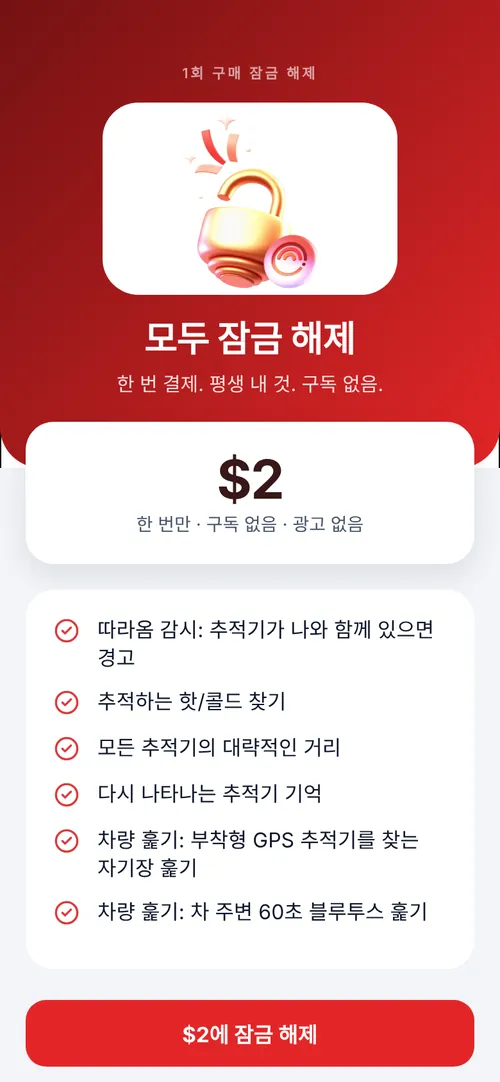 1회 구매 잠금 해제
모두 잠금 해제
한 번 결제. 평생 내 것. 구독 없음.
$2
한 번만 · 구독 없음 · 광고 없음
따라옴 감시: 추적기가 나와 함께 있으면
경고
추적하는 핫/콜드 찾기
모든 추적기의 대략적인 거리
다시 나타나는 추적기 기억
차량 훑기: 부착형 GPS 추적기를 찾는
자기장 훑기
차량 훑기: 차 주변 60초 블루투스 훑기
$2에 잠금 해제